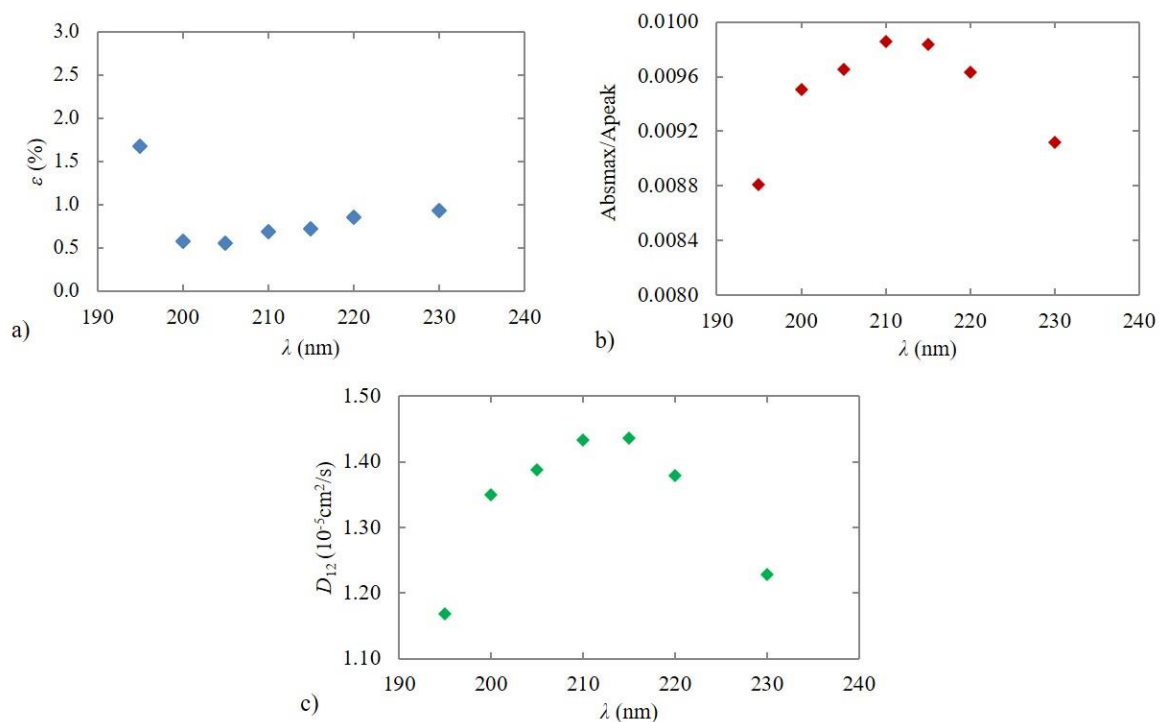 3.0
2.5
2.0
1.5
1.0
0.5
0.0
ε (%)
190 200 210 220 230 240
λ (nm)
a)
0.0100
0.0096
0.0092
0.0088
0.0084
0.0080
Absmax/Apeak
190 200 210 220 230 240
λ (nm)
b)
1.50
1.40
1.30
1.20
1.10
D₁₂ (10⁻⁵cm²/s)
190 200 210 220 230 240
λ (nm)
c)